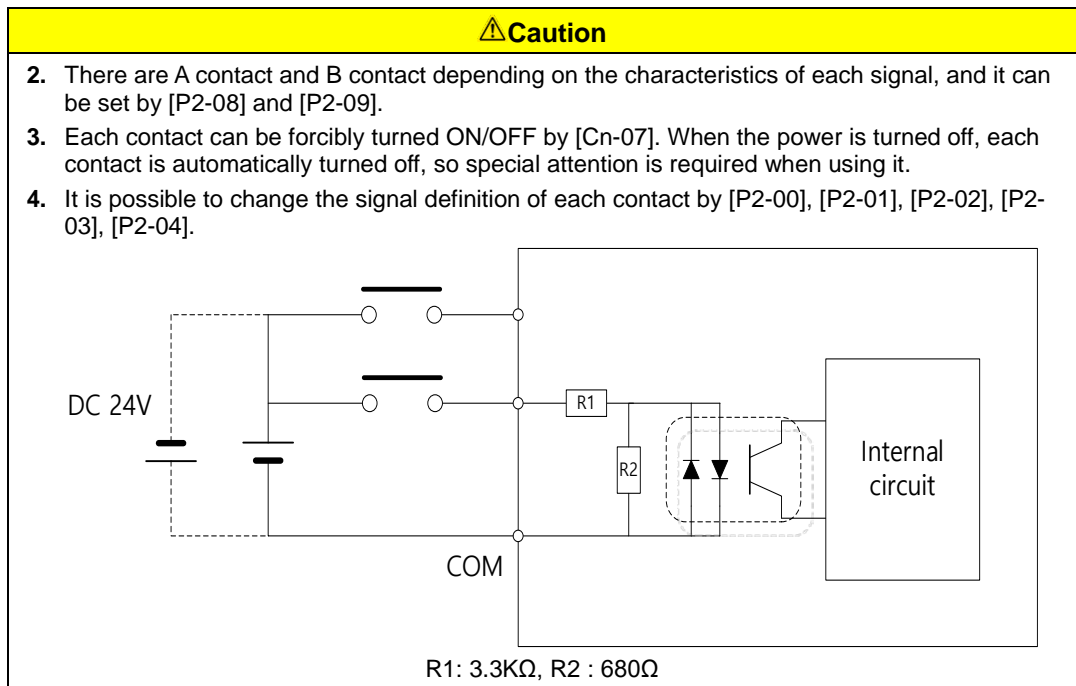 ⚠Caution
2. There are A contact and B contact depending on the characteristics of each signal, and it can
be set by [P2-08] and [P2-09].
3. Each contact can be forcibly turned ON/OFF by [Cn-07]. When the power is turned off, each
contact is automatically turned off, so special attention is required when using it.
4. It is possible to change the signal definition of each contact by [P2-00], [P2-01], [P2-02], [P2-
03], [P2-04].
DC 24V
R1
R2
Internal
circuit
COM
R1: 3.3KΩ, R2 : 680Ω